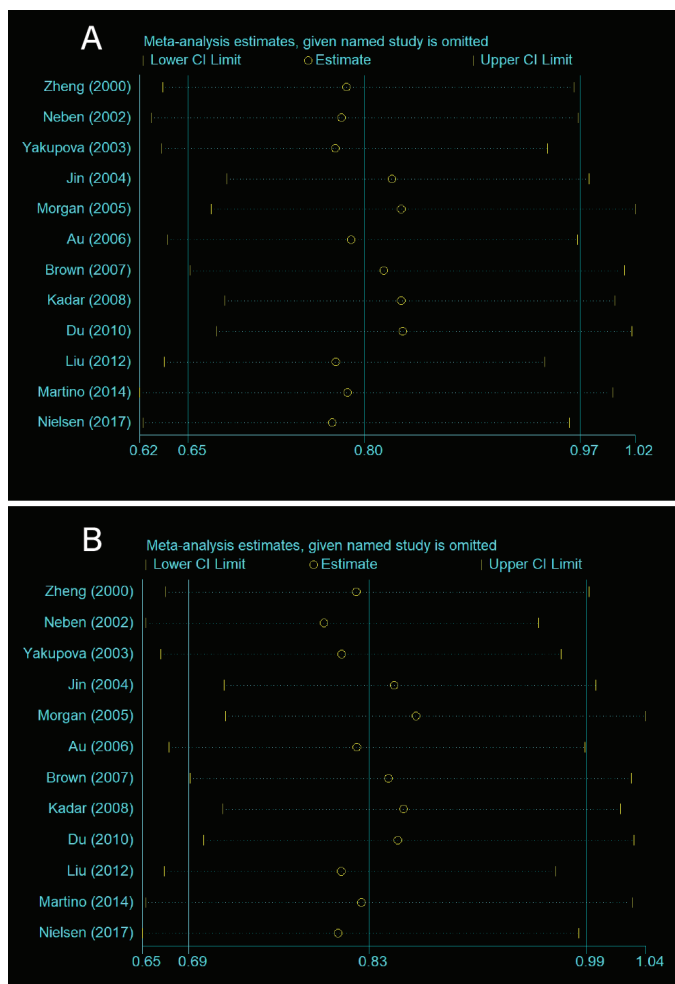 A
Meta-analysis estimates, given named study is omitted
Lower CI Limit Estimate Upper CI Limit
Zheng (2000)
Neben (2002)
Yakupova (2003)
Jin (2004)
Morgan (2005)
Au (2006)
Brown (2007)
Kadar (2008)
Du (2010)
Liu (2012)
Martino (2014)
Nielsen (2017)
0.62 0.65 0.80 0.97 1.02
B
Meta-analysis estimates, given named study is omitted
Lower CI Limit Estimate Upper CI Limit
Zheng (2000)
Neben (2002)
Yakupova (2003)
Jin (2004)
Morgan (2005)
Au (2006)
Brown (2007)
Kadar (2008)
Du (2010)
Liu (2012)
Martino (2014)
Nielsen (2017)
0.65 0.69 0.83 0.99 1.04